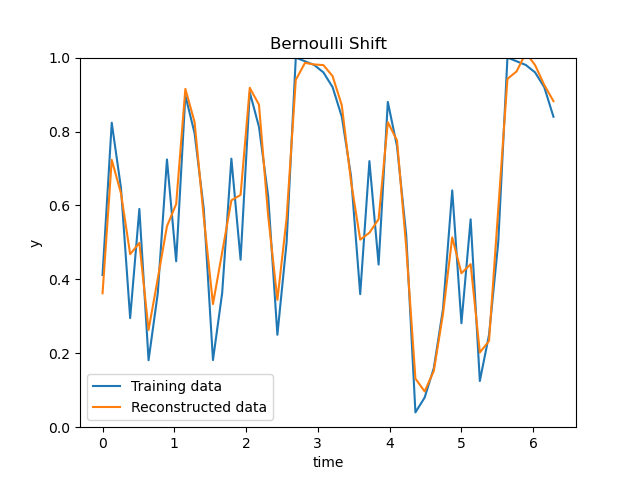 Bernoulli Shift
1.0
0.8
0.6
0.4
0.2
0.0
y
Training data
Reconstructed data
0 1 2 3 4 5 6
time